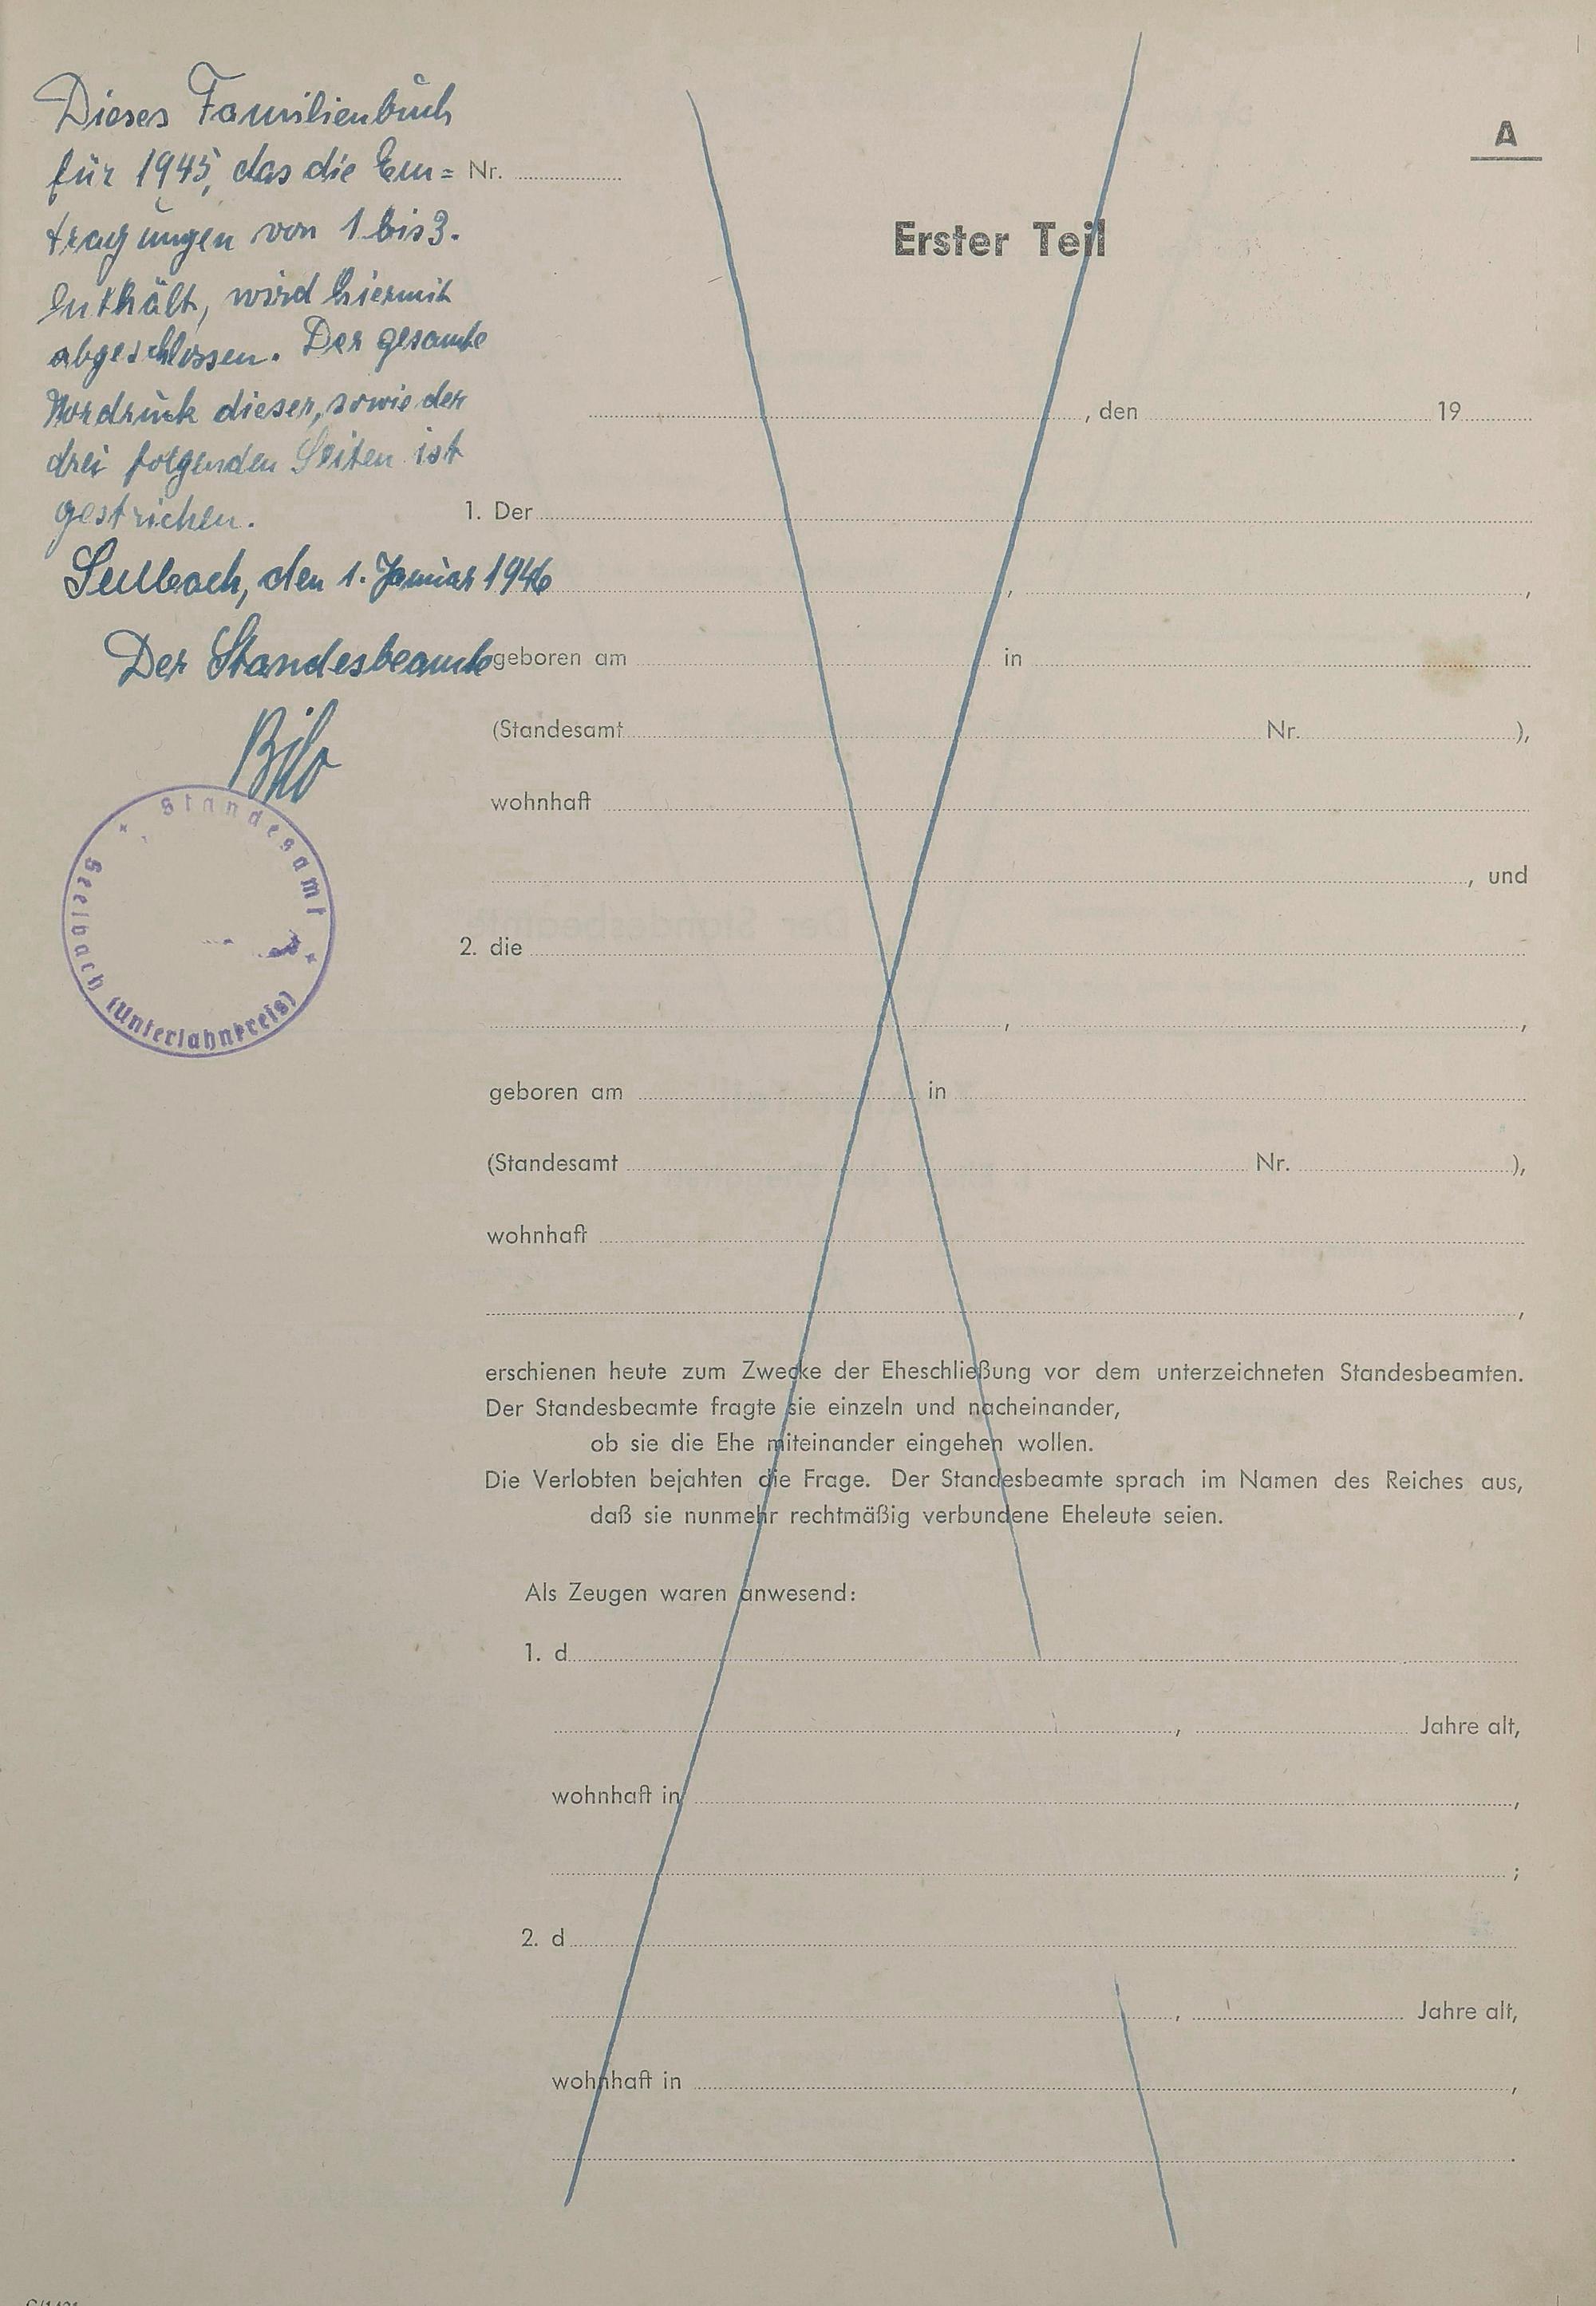 A
Dieses Familienbuch
für 1945, das die Ein=
tragungen von 1 bis 3.
enthält, wird hiermit
abgeschlossen. Der gesamte
Vordruck dieser, sowie der
drei folgenden Seiten ist
gestrichen.
Seelbach, den 1. Januar 1946
Der Standesbeamte
Standesamt
Seelbach (Unterlahnkreis)
Nr.
Erster Teil
, den 19
1. Der
, ,
geboren am in
(Standesamt Nr. ),
wohnhaft
, und
2. die
, ,
geboren am in
(Standesamt Nr. ),
wohnhaft
,
erschienen heute zum Zwecke der Eheschließung vor dem unterzeichneten Standesbeamten.
Der Standesbeamte fragte sie einzeln und nacheinander,
ob sie die Ehe miteinander eingehen wollen.
Die Verlobten bejahten die Frage. Der Standesbeamte sprach im Namen des Reiches aus,
daß sie nunmehr rechtmäßig verbundene Eheleute seien.
Als Zeugen waren anwesend:
1. d
, Jahre alt,
wohnhaft in ,
;
2. d
, Jahre alt,
wohnhaft in ,
.